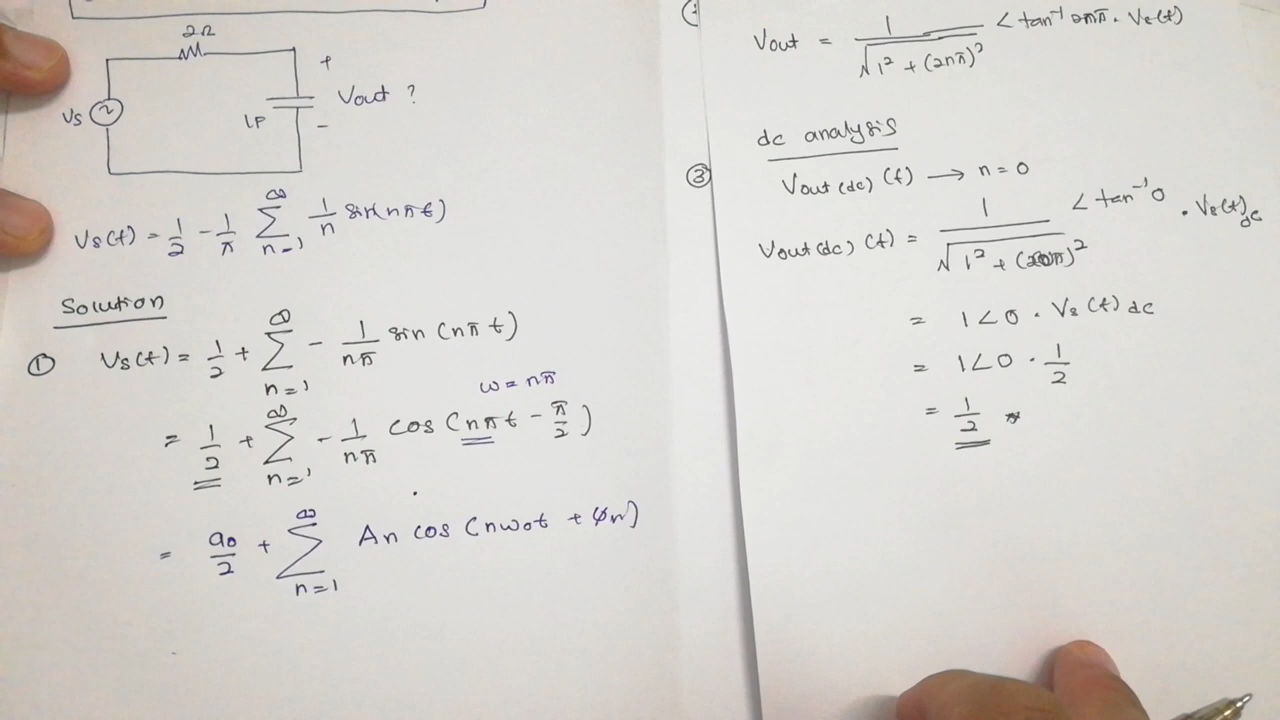 2Ω
Vs
1F
+
Vout ?
−
Vs(t) = 1/2 − 1/π ∑ n=1 ∞ 1/n sin(nπt)
Solution
① Vs(t) = 1/2 + ∑ n=1 ∞ − 1/nπ sin (nπt)
ω = nπ
= 1/2 + ∑ n=1 ∞ − 1/nπ cos (nπt − π/2)
= a0/2 + ∑ n=1 ∞ An cos (nω0t + φn)
Vout = 1/√1² + (2nπ)² ∠ tan⁻¹ 2nπ . Vs(t)
dc analysis
③ Vout(dc) (t) → n = 0
Vout(dc) (t) = 1/√1² + (2(0)π)² ∠ tan⁻¹ 0 . Vs(t)dc
= 1∠0 . Vs(t) dc
= 1∠0 . 1/2
= 1/2